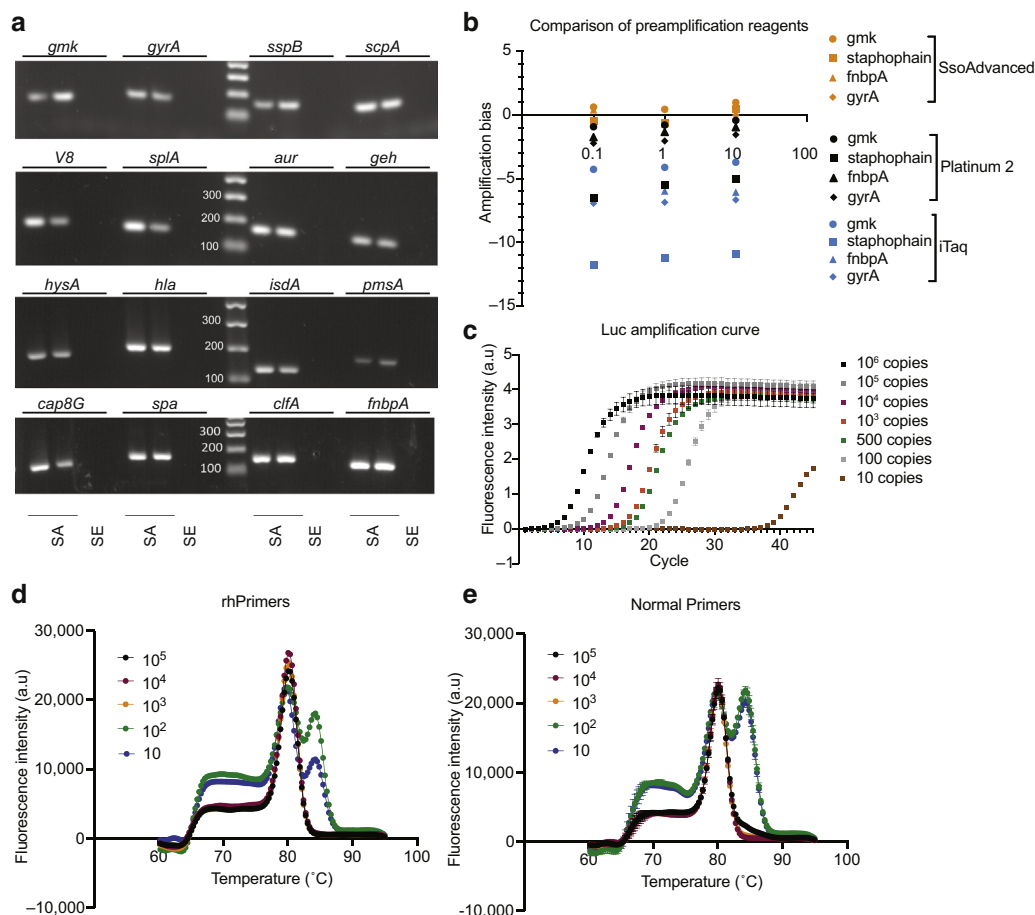 a
gmk gyrA sspB scpA
V8 splA aur geh
300
200
100
hysA hla isdA pmsA
300
200
100
cap8G spa clfA fnbpA
300
200
100
SA SE SA SE SA SE SA SE
b
Comparison of preamplification reagents
Amplification bias
5
0
−5
−10
−15
0.1 1 10 100
gmk
staphophain
fnbpA
gyrA
SsoAdvanced
gmk
staphophain
fnbpA
gyrA
Platinum 2
gmk
staphophain
fnbpA
gyrA
iTaq
c
Luc amplification curve
Fluorescence intensity (a.u)
5
4
3
2
1
0
−1
10 20 30 40
Cycle
10⁶ copies
10⁵ copies
10⁴ copies
10³ copies
500 copies
100 copies
10 copies
d
rhPrimers
Fluorescence intensity (a.u)
30,000
20,000
10,000
0
−10,000
60 70 80 90 100
Temperature (˚C)
10⁵
10⁴
10³
10²
10
e
Normal Primers
Fluorescence intensity (a.u)
30,000
20,000
10,000
0
-10,000
60 70 80 90 100
Temperature (˚C)
10⁵
10⁴
10³
10²
10